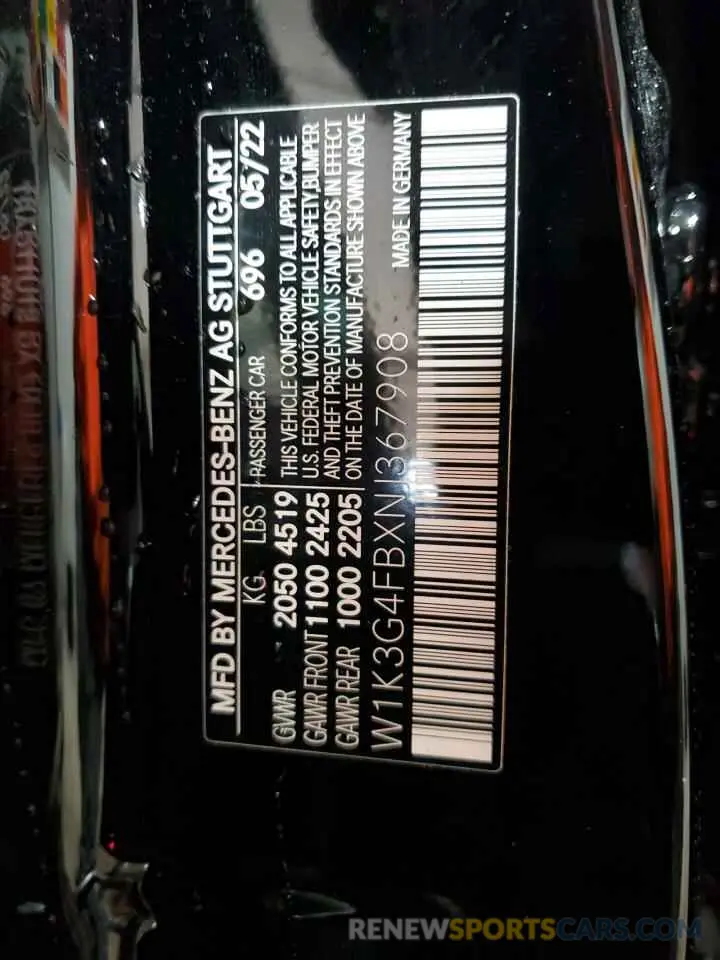 MFD BY MERCEDES-BENZ AG STUTTGART
KG LBS PASSENGER CAR 696 05/22
GVWR 2050 4519
GAWR FRONT 1100 2425
GAWR REAR 1000 2205
THIS VEHICLE CONFORMS TO ALL APPLICABLE
U.S. FEDERAL MOTOR VEHICLE SAFETY, BUMPER
AND THEFT PREVENTION STANDARDS IN EFFECT
ON THE DATE OF MANUFACTURE SHOWN ABOVE
W1K3G4FBXNJ367908 MADE IN GERMANY
RENEWSPORTSCARS.COM